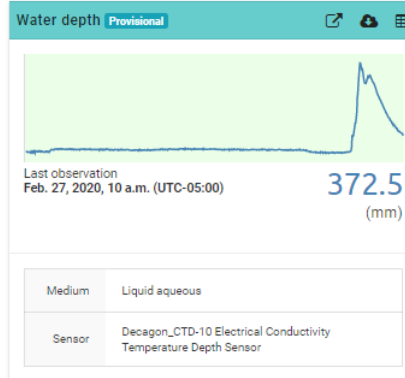 Water depth Provisional
Last observation
Feb. 27, 2020, 10 a.m. (UTC-05:00)
372.5
(mm)
Medium Liquid aqueous
Sensor Decagon_CTD-10 Electrical Conductivity
Temperature Depth Sensor